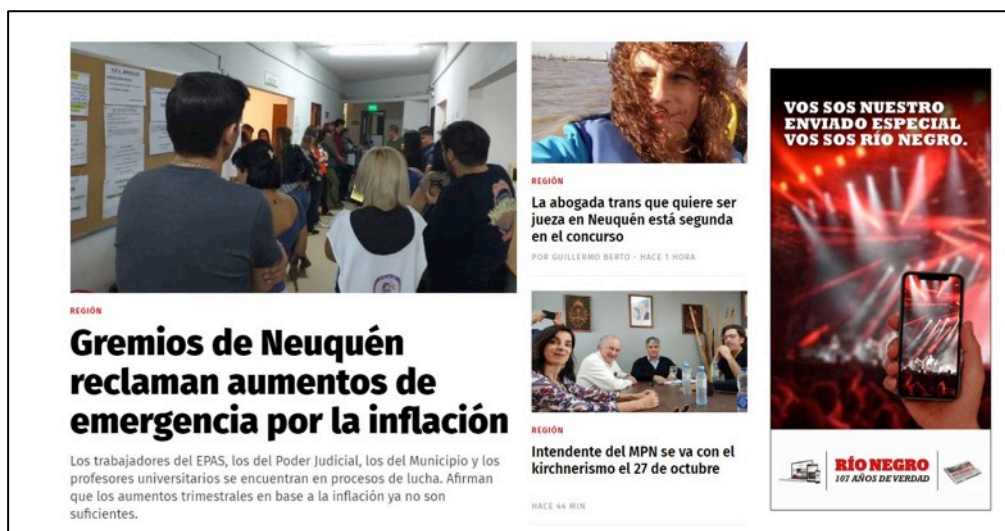 REGIÓN
Gremios de Neuquén
reclaman aumentos de
emergencia por la inflación
Los trabajadores del EPAS, los del Poder Judicial, los del Municipio y los
profesores universitarios se encuentran en procesos de lucha. Afirman
que los aumentos trimestrales en base a la inflación ya no son
suficientes.
REGIÓN
La abogada trans que quiere ser
jueza en Neuquén está segunda
en el concurso
POR GUILLERMO BERTO - HACE 1 HORA
REGIÓN
Intendente del MPN se va con el
kirchnerismo el 27 de octubre
HACE 44 MIN
VOS SOS NUESTRO
ENVIADO ESPECIAL
VOS SOS RÍO NEGRO.
RÍO NEGRO
107 AÑOS DE VERDAD